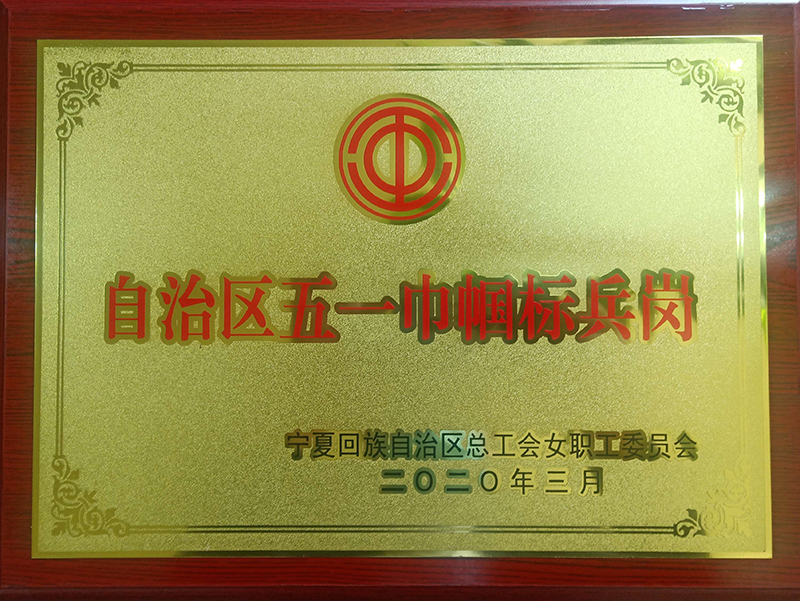 自治区五一巾帼标兵岗
宁夏回族自治区总工会女职工委员会
二〇二〇年三月